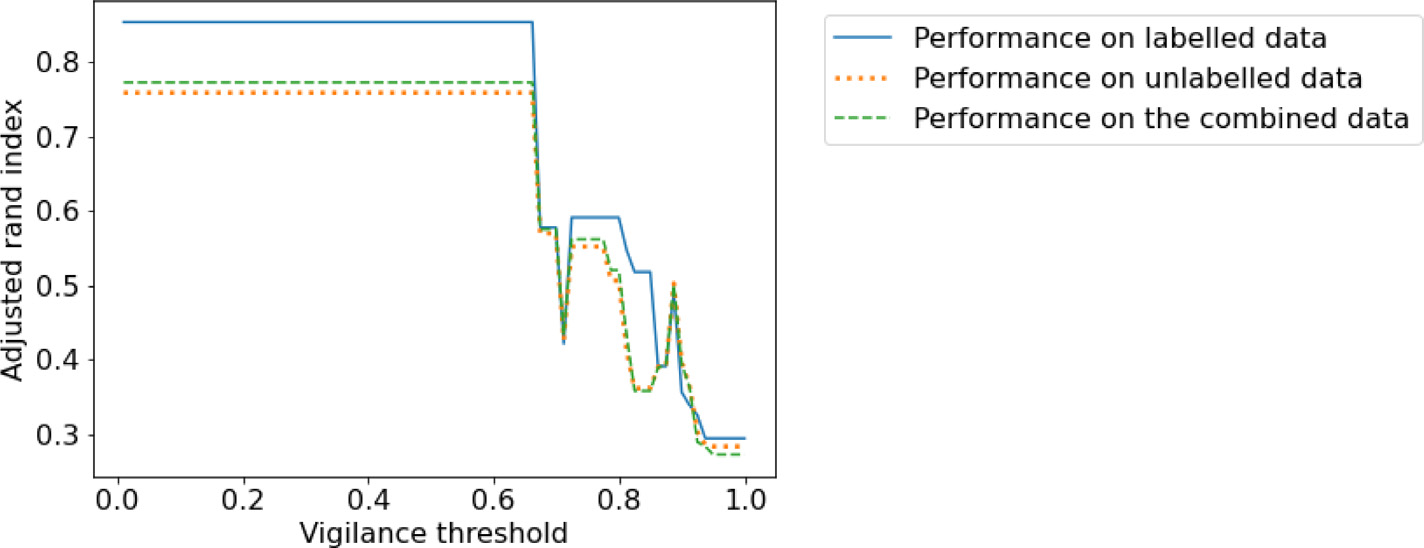 Adjusted rand index
0.8
0.7
0.6
0.5
0.4
0.3
0.0 0.2 0.4 0.6 0.8 1.0
Vigilance threshold
Performance on labelled data
Performance on unlabelled data
Performance on the combined data